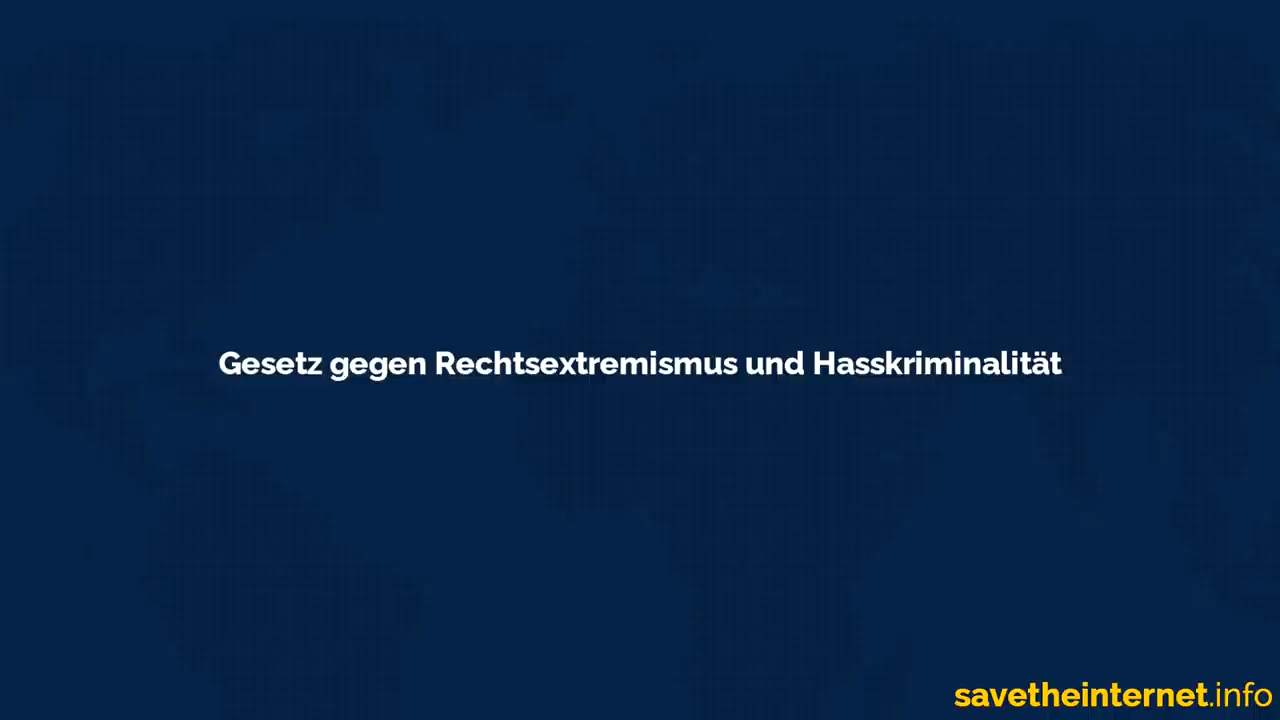 Gesetz gegen Rechtsextremismus und Hasskriminalität
savetheinternet.info